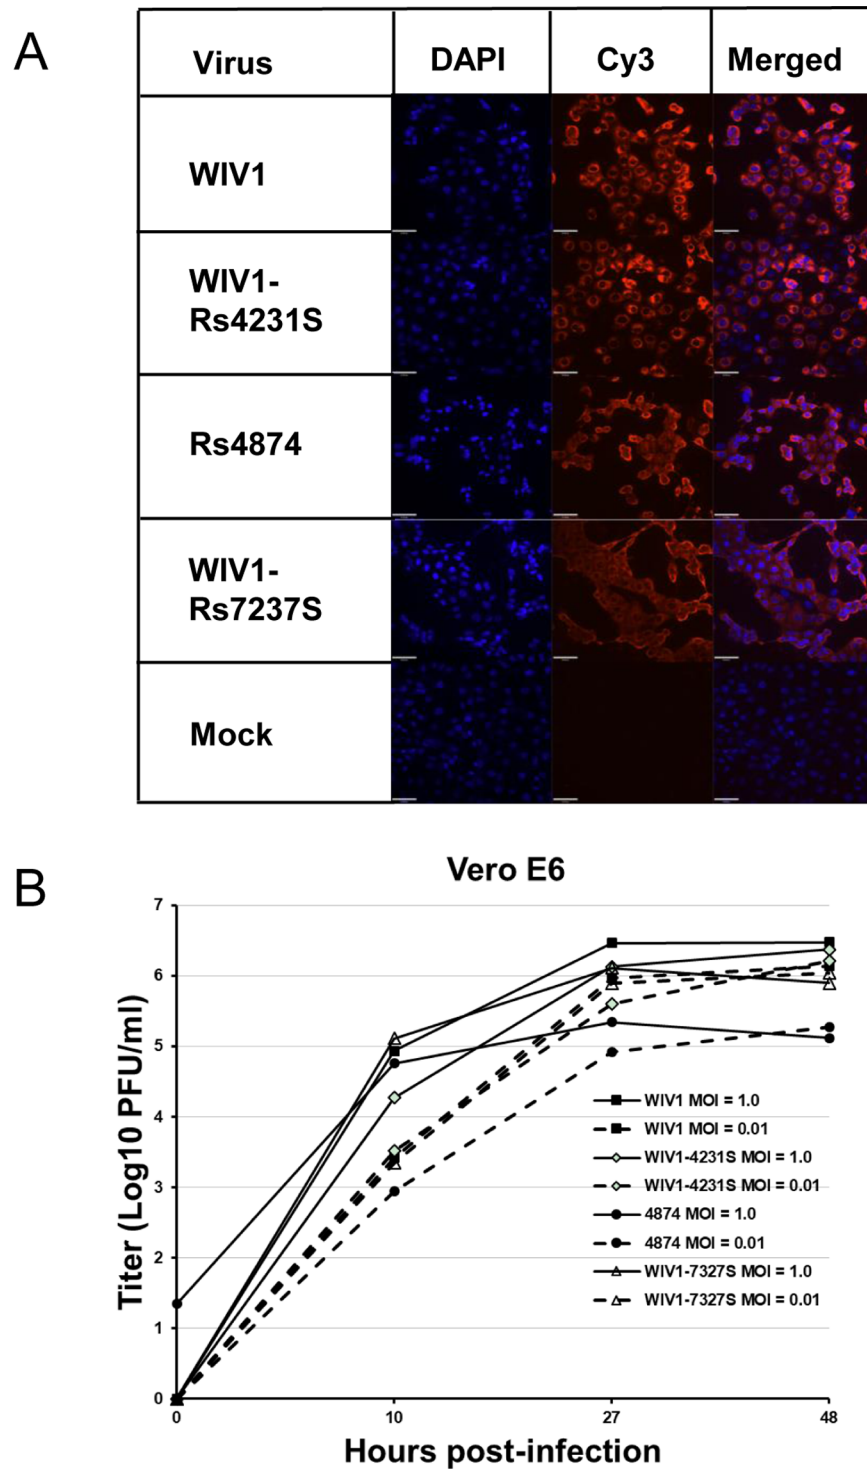 A
Virus DAPI Cy3 Merged
WIV1
WIV1-
Rs4231S
Rs4874
WIV1-
Rs7237S
Mock
B
Vero E6
Titer (Log10 PFU/ml)
7
6
5
4
3
2
1
0
WIV1 MOI = 1.0
WIV1 MOI = 0.01
WIV1-4231S MOI = 1.0
WIV1-4231S MOI = 0.01
4874 MOI = 1.0
4874 MOI = 0.01
WIV1-7327S MOI = 1.0
WIV1-7327S MOI = 0.01
0 10 27 48
Hours post-infection